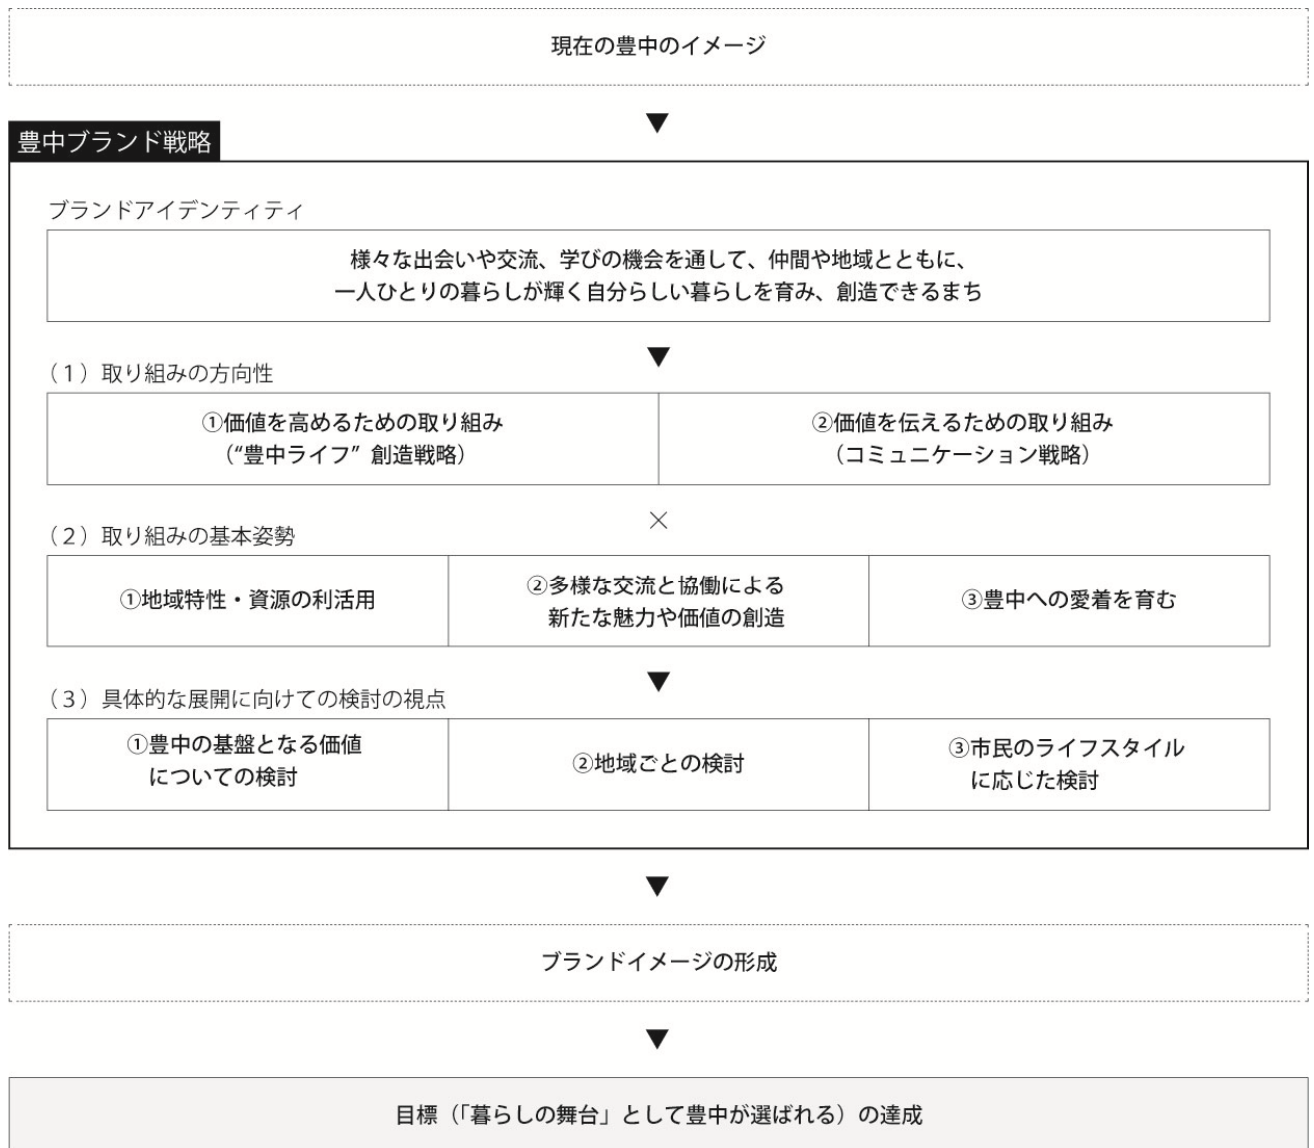 現在の豊中のイメージ
▼
豊中ブランド戦略
ブランドアイデンティティ
様々な出会いや交流、学びの機会を通して、仲間や地域とともに、
一人ひとりの暮らしが輝く自分らしい暮らしを育み、創造できるまち
▼
（1）取り組みの方向性
①価値を高めるための取り組み
（“豊中ライフ” 創造戦略）
②価値を伝えるための取り組み
（コミュニケーション戦略）
×
（2）取り組みの基本姿勢
①地域特性・資源の利活用
②多様な交流と協働による
新たな魅力や価値の創造
③豊中への愛着を育む
▼
（3）具体的な展開に向けての検討の視点
①豊中の基盤となる価値
についての検討
②地域ごとの検討
③市民のライフスタイル
に応じた検討
▼
ブランドイメージの形成
▼
目標（「暮らしの舞台」として豊中が選ばれる）の達成